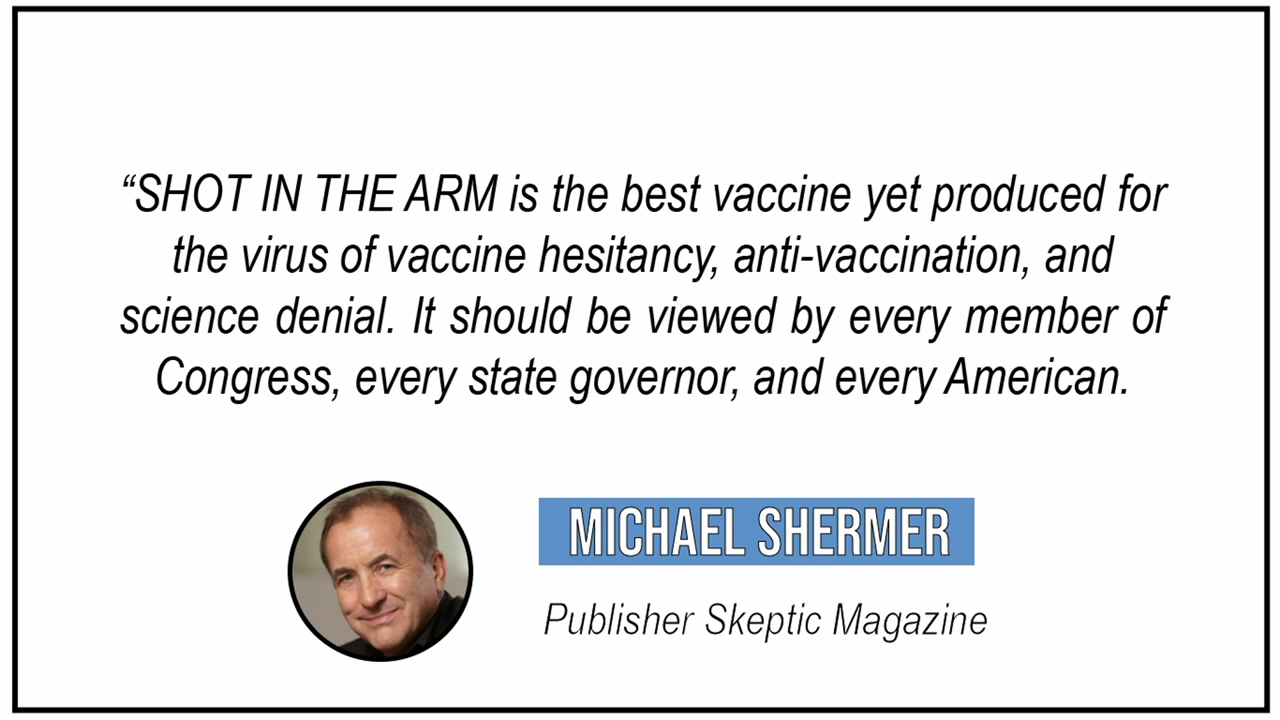 “SHOT IN THE ARM is the best vaccine yet produced for
the virus of vaccine hesitancy, anti-vaccination, and
science denial. It should be viewed by every member of
Congress, every state governor, and every American.
MICHAEL SHERMER
Publisher Skeptic Magazine